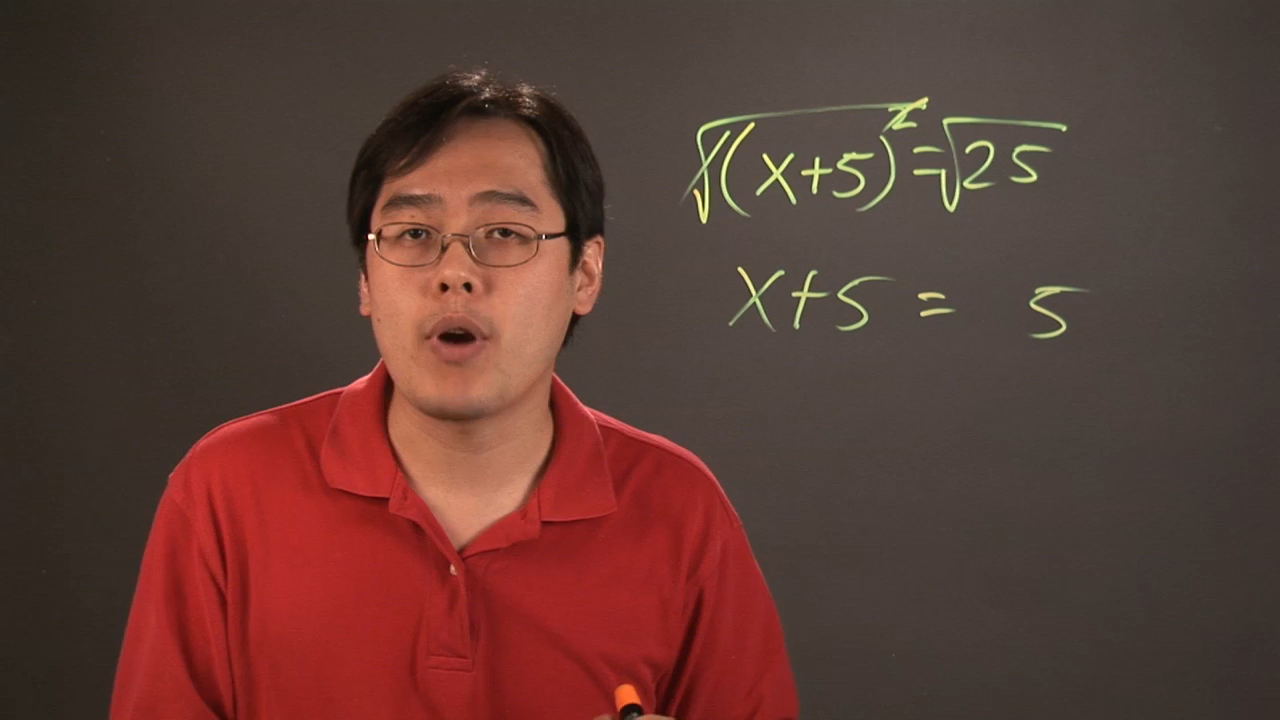 √(x+5)² = √25
x+5 = 5